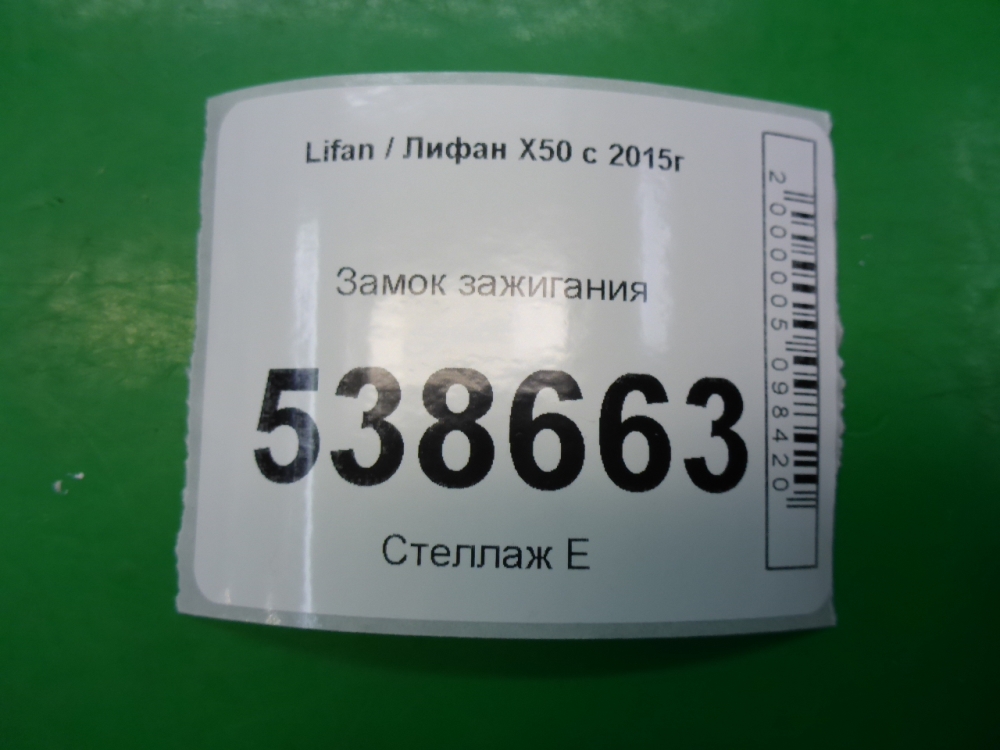 Lifan / Лифан X50 с 2015г
Замок зажигания
538663
Стеллаж Е
2000005098420